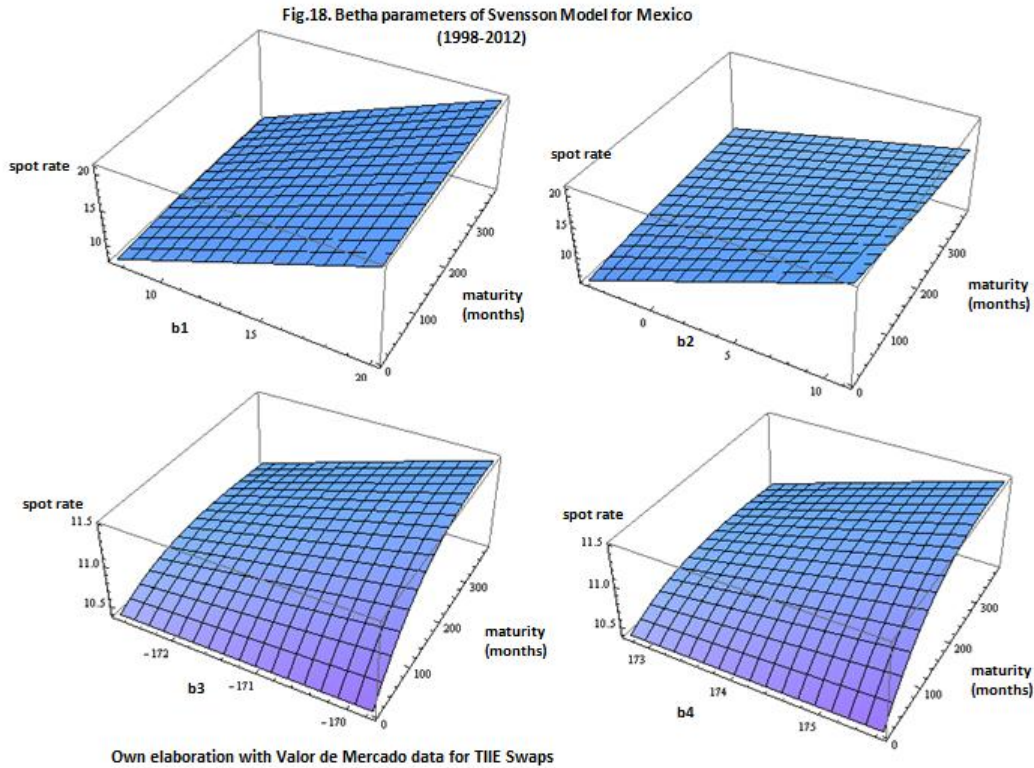 Fig.18. Betha parameters of Svensson Model for Mexico
(1998-2012)
spot rate
20
15
10
10
15
20
b1
0
100
200
300
maturity
(months)
spot rate
20
15
10
0
5
10
b2
0
100
200
300
maturity
(months)
spot rate
11.5
11.0
10.5
-172
-171
-170
b3
0
100
200
300
maturity
(months)
spot rate
11.5
11.0
10.5
173
174
175
b4
0
100
200
300
maturity
(months)
Own elaboration with Valor de Mercado data for TIIE Swaps